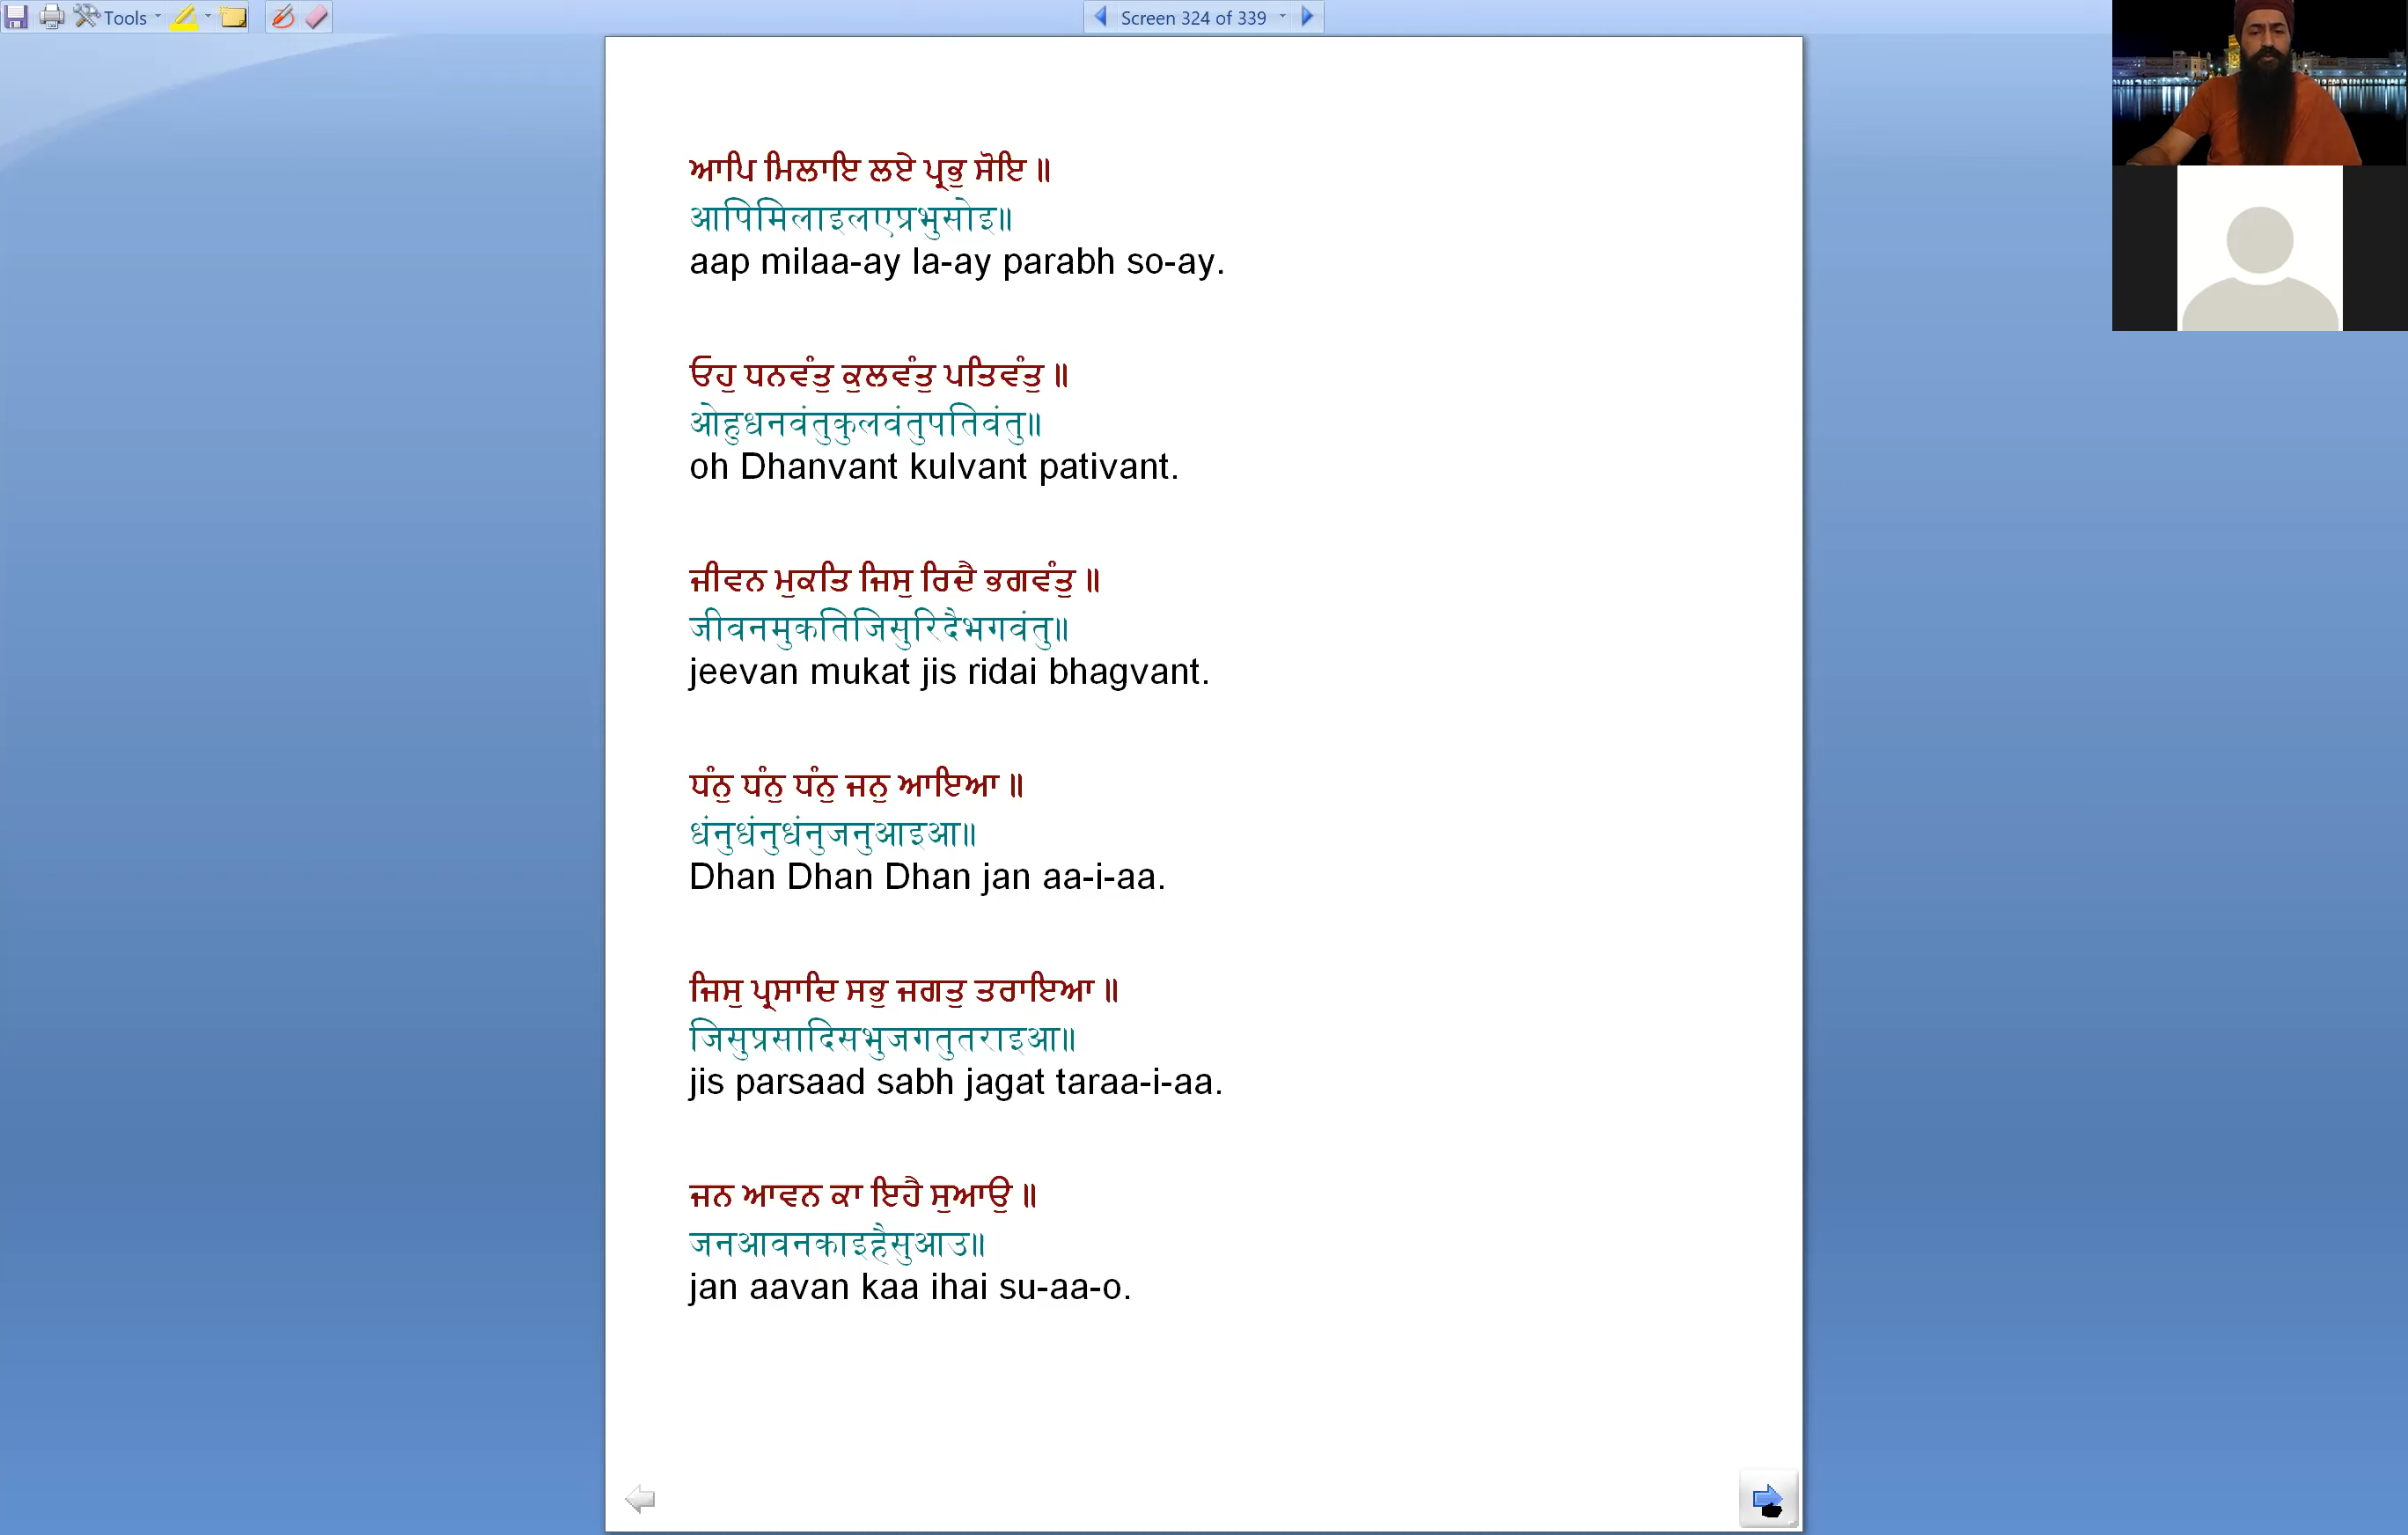 Tools
Screen 324 of 339
ਆਪਿ ਮਿਲਾਇ ਲਏ ਪ੍ਰਭੁ ਸੋਇ ॥
आपिमिलाइलएप्रभुसोइ॥
aap milaa-ay la-ay parabh so-ay.
ਓਹੁ ਧਨਵੰਤੁ ਕੁਲਵੰਤੁ ਪਤਿਵੰਤੁ ॥
ओहुधनवंतुकुलवंतुपतिवंतु॥
oh Dhanvant kulvant pativant.
ਜੀਵਨ ਮੁਕਤਿ ਜਿਸੁ ਰਿਦੈ ਭਗਵੰਤੁ ॥
जीवनमुकतिजिसुरिदैभगवंतु॥
jeevan mukat jis ridai bhagvant.
ਧੰਨੁ ਧੰਨੁ ਧੰਨੁ ਜਨੁ ਆਇਆ ॥
धंनुधंनुधंनुजनुआइआ॥
Dhan Dhan Dhan jan aa-i-aa.
ਜਿਸੁ ਪ੍ਰਸਾਦਿ ਸਭੁ ਜਗਤੁ ਤਰਾਇਆ ॥
जिसुप्रसादिसभुजगतुतराइआ॥
jis parsaad sabh jagat taraa-i-aa.
ਜਨ ਆਵਨ ਕਾ ਇਹੈ ਸੁਆਉ ॥
जनआवनकाइहैसुआउ॥
jan aavan kaa ihai su-aa-o.